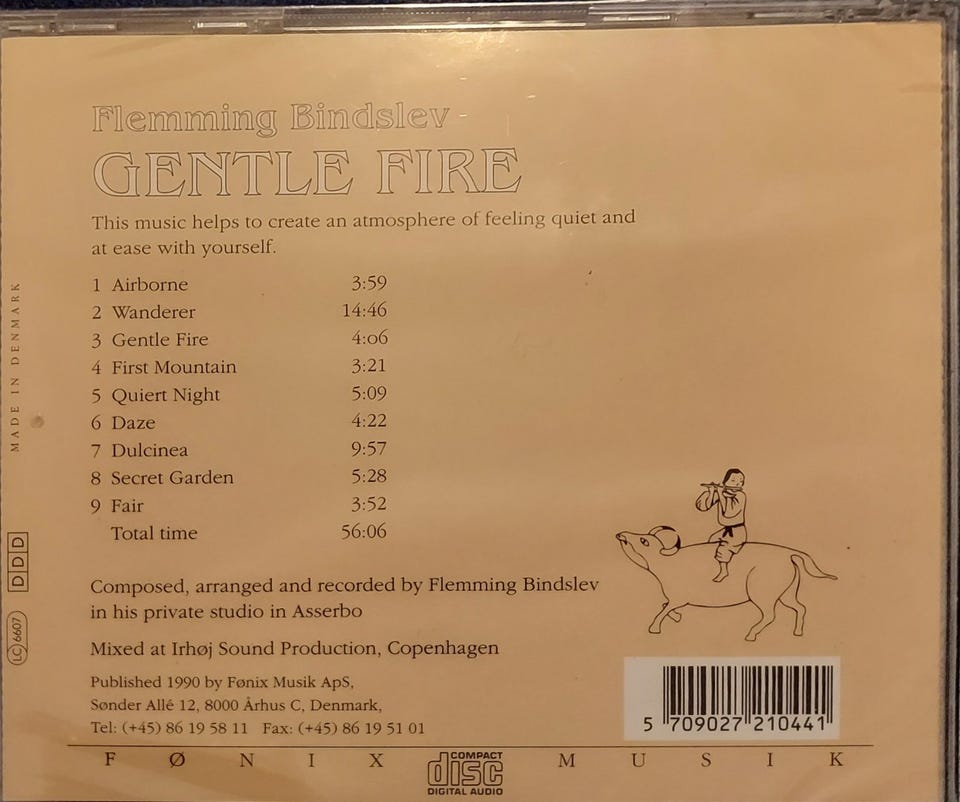 Flemming Bindslev
GENTLE FIRE
This music helps to create an atmosphere of feeling quiet and
at ease with yourself.
1 Airborne 3:59
2 Wanderer 14:46
3 Gentle Fire 4:o6
4 First Mountain 3:21
5 Quiert Night 5:09
6 Daze 4:22
7 Dulcinea 9:57
8 Secret Garden 5:28
9 Fair 3:52
Total time 56:06
Composed, arranged and recorded by Flemming Bindslev
in his private studio in Asserbo
Mixed at Irhøj Sound Production, Copenhagen
Published 1990 by Fønix Musik ApS,
Sønder Allé 12, 8000 Århus C, Denmark,
Tel: (+45) 86 19 58 11 Fax: (+45) 86 19 51 01
5 709027 210441
FØNIX MUSIK
COMPACT
disc
DIGITAL AUDIO
MADE IN DENMARK
DDD
LC 6607